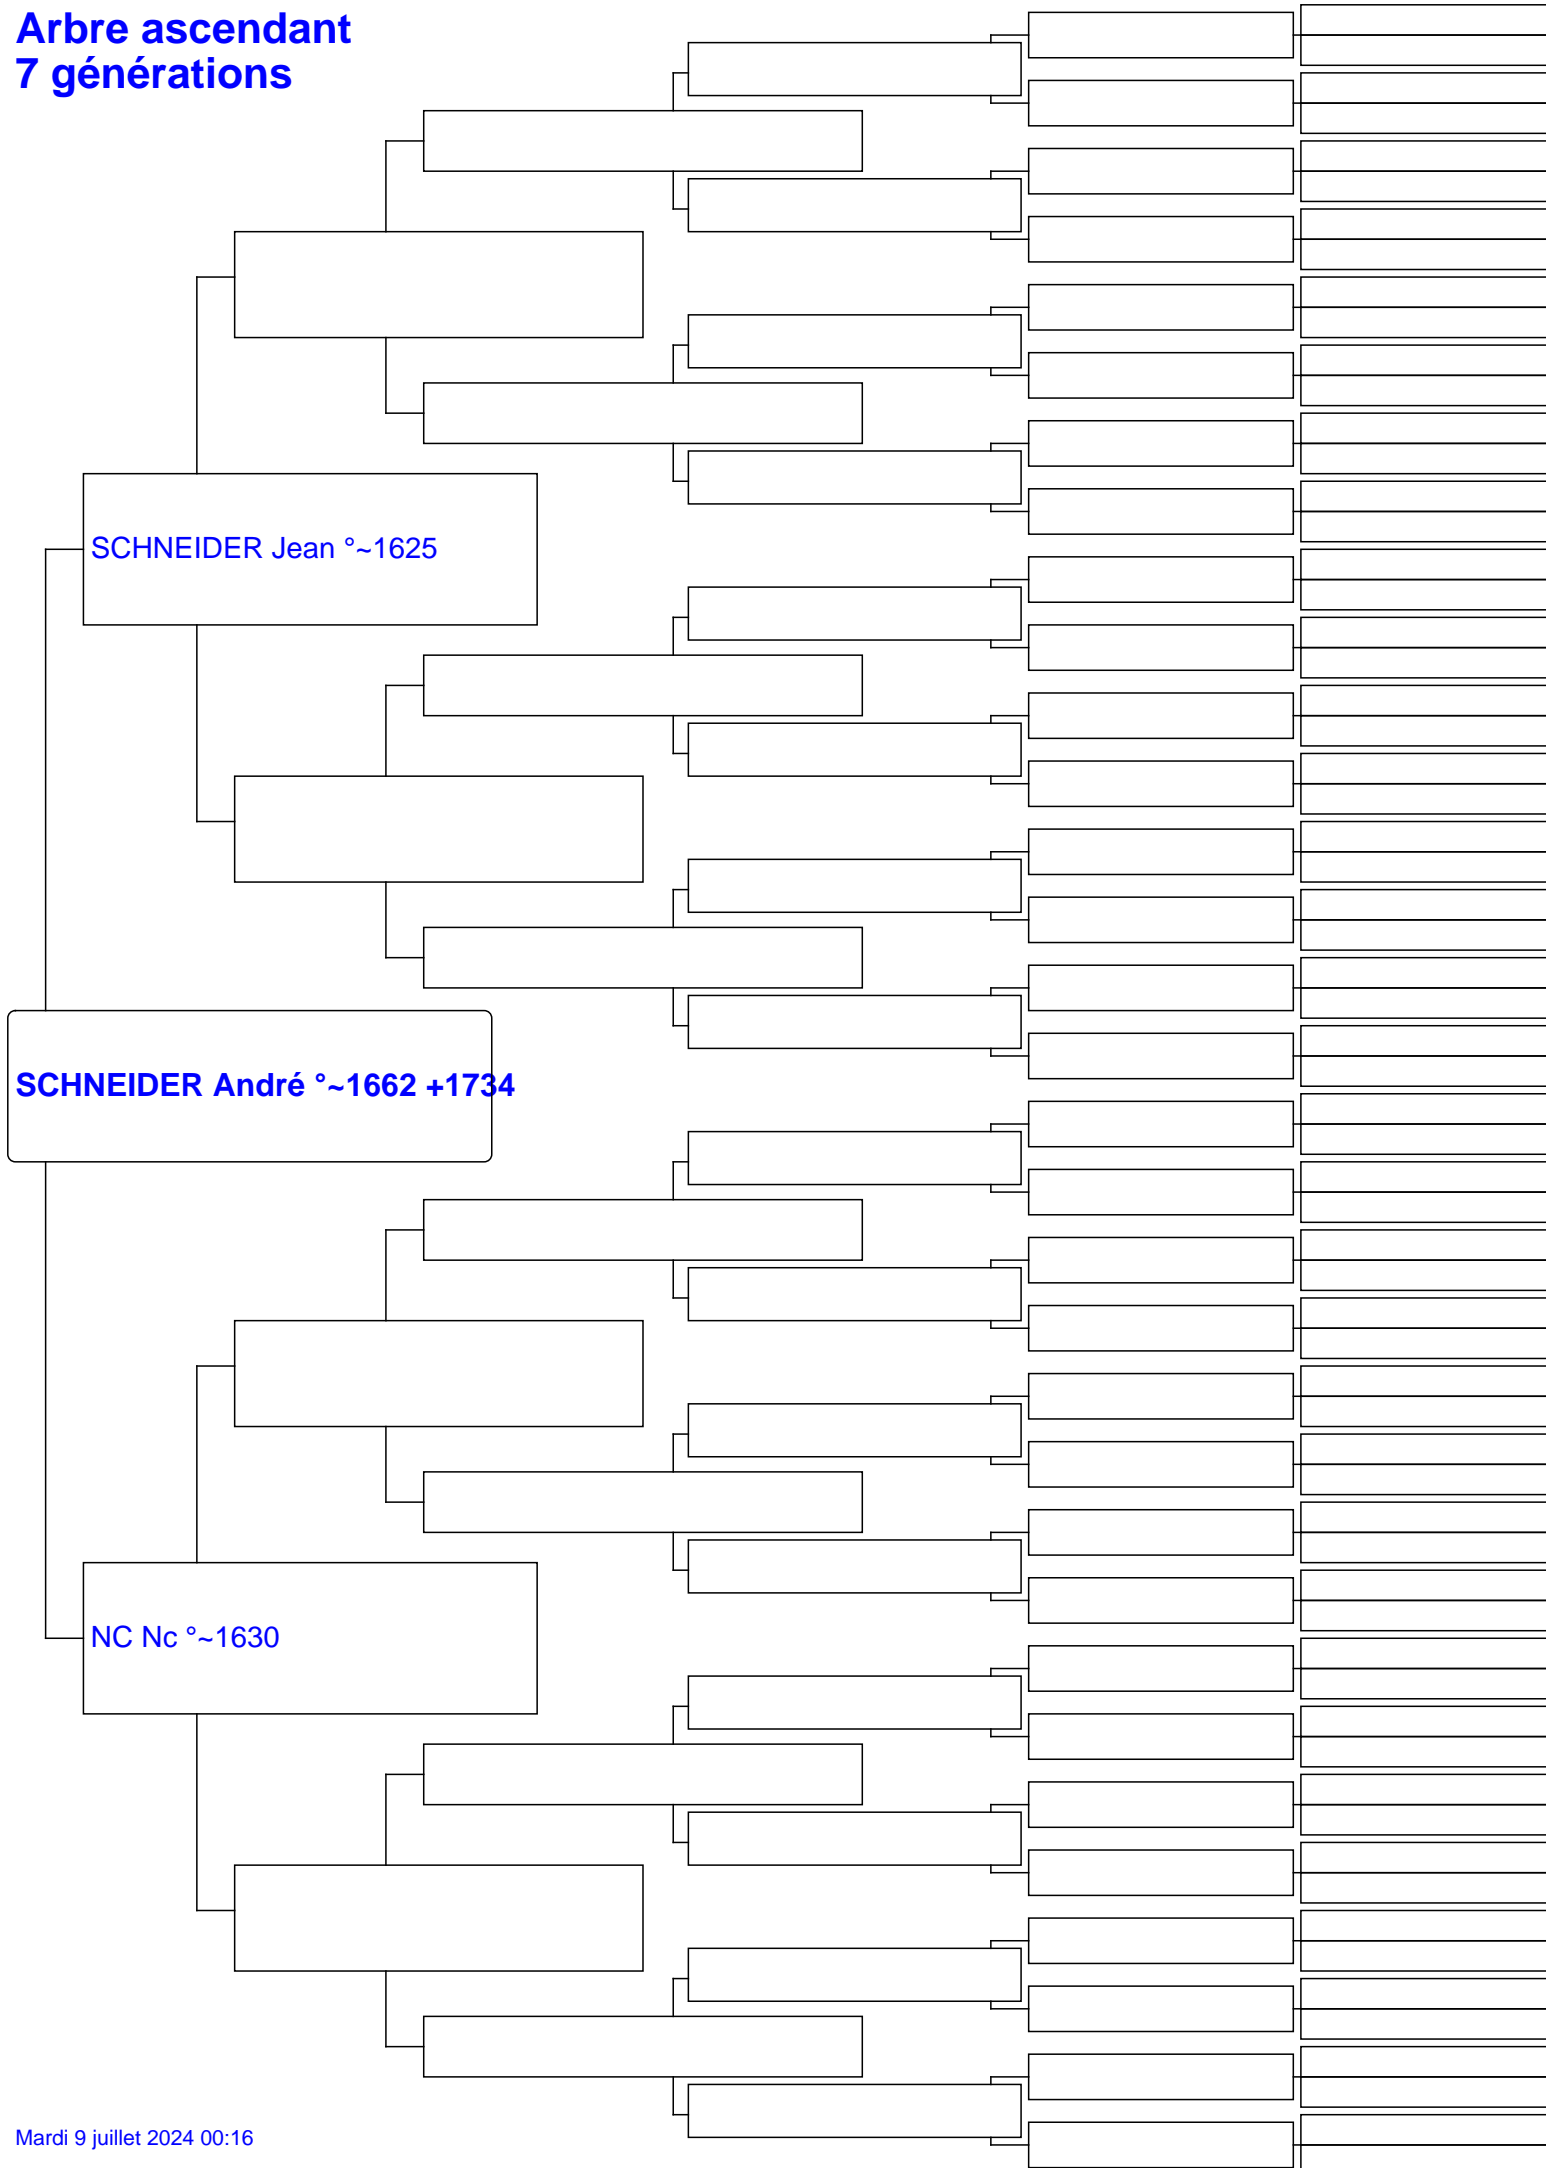 Arbre ascendant
7 générations
SCHNEIDER Jean °~1625
SCHNEIDER André °~1662 +1734
NC Nc °~1630
Mardi 9 juillet 2024 00:16